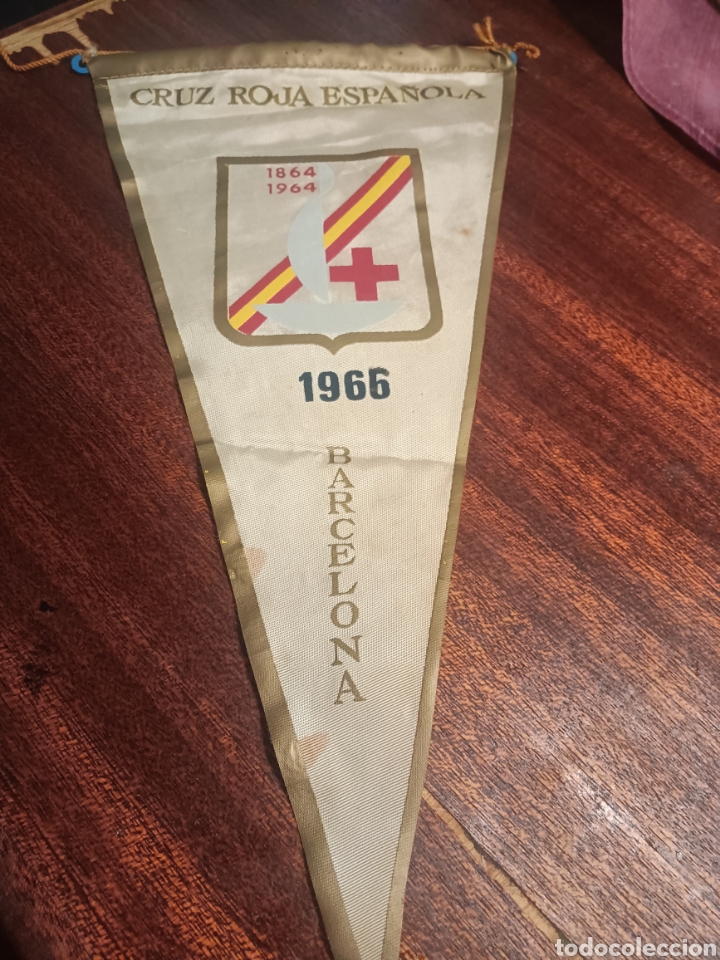 CRUZ ROJA ESPAÑOLA
1864
1964
1966
BARCELONA
todocoleccion